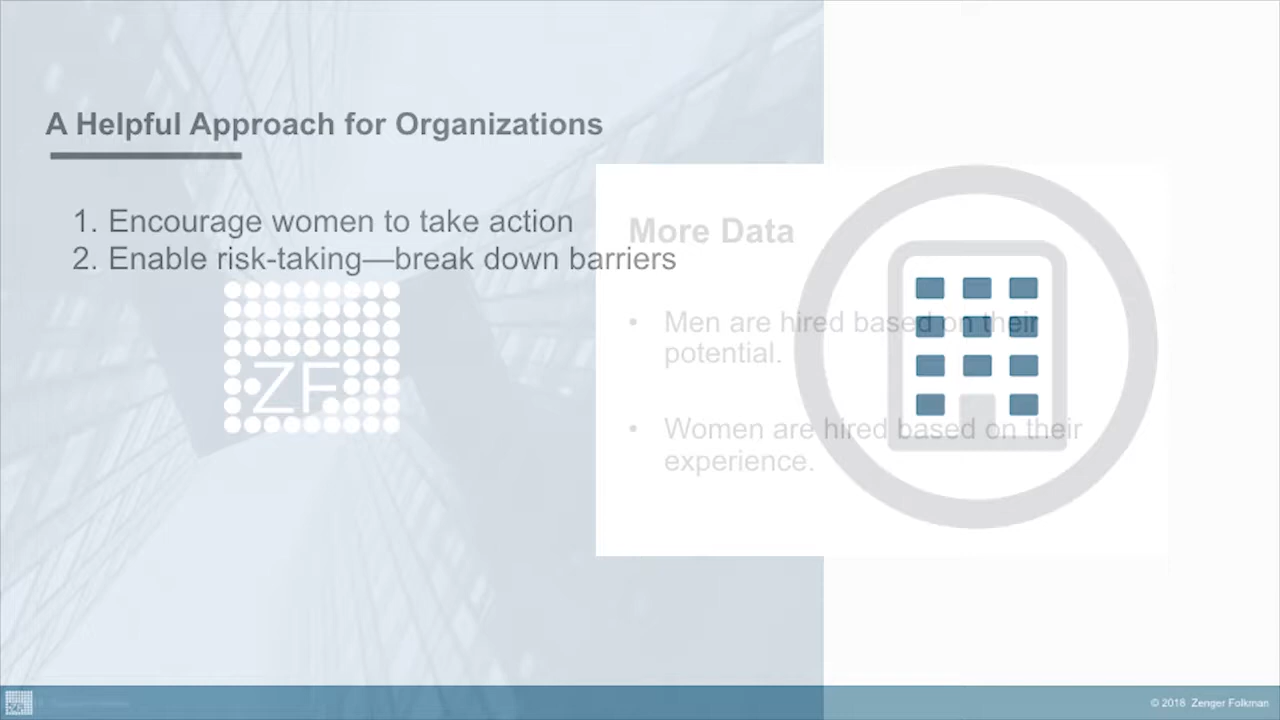 A Helpful Approach for Organizations
1. Encourage women to take action
2. Enable risk-taking—break down barriers
ZF
More Data
• Men are hired based on their
potential.
• Women are hired based on their
experience.
© 2018 Zenger Folkman